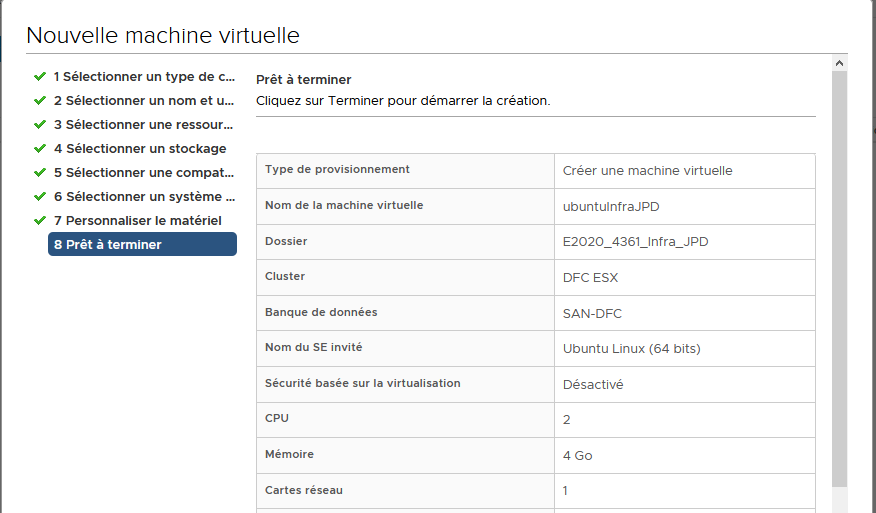 Nouvelle machine virtuelle
1 Sélectionner un type de c...
2 Sélectionner un nom et u...
3 Sélectionner une ressour...
4 Sélectionner un stockage
5 Sélectionner une compat...
6 Sélectionner un système ...
7 Personnaliser le matériel
8 Prêt à terminer
Prêt à terminer
Cliquez sur Terminer pour démarrer la création.
Type de provisionnement Créer une machine virtuelle
Nom de la machine virtuelle ubuntuInfraJPD
Dossier E2020_4361_Infra_JPD
Cluster DFC ESX
Banque de données SAN-DFC
Nom du SE invité Ubuntu Linux (64 bits)
Sécurité basée sur la virtualisation Désactivé
CPU 2
Mémoire 4 Go
Cartes réseau 1